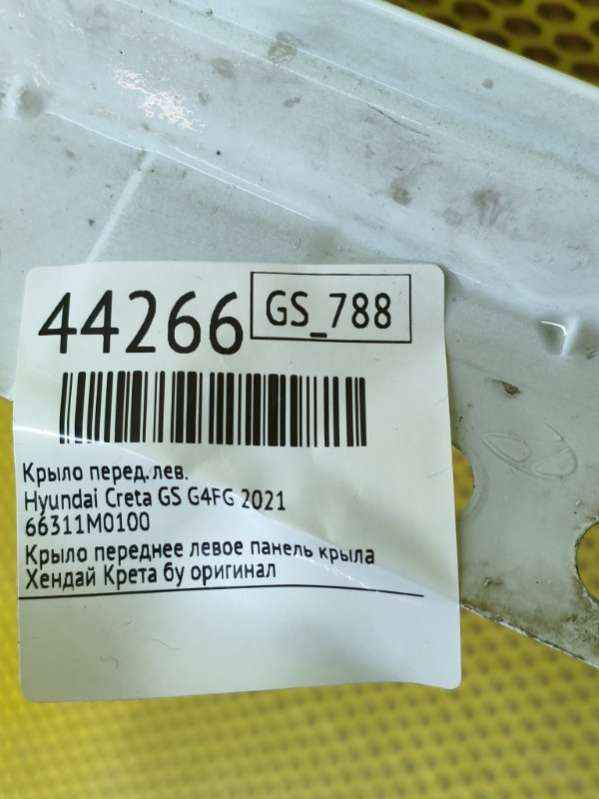 44266
GS_788
Крыло перед.лев.
Hyundai Creta GS G4FG 2021
66311M0100
Крыло переднее левое панель крыла
Хендай Крета бу оригинал